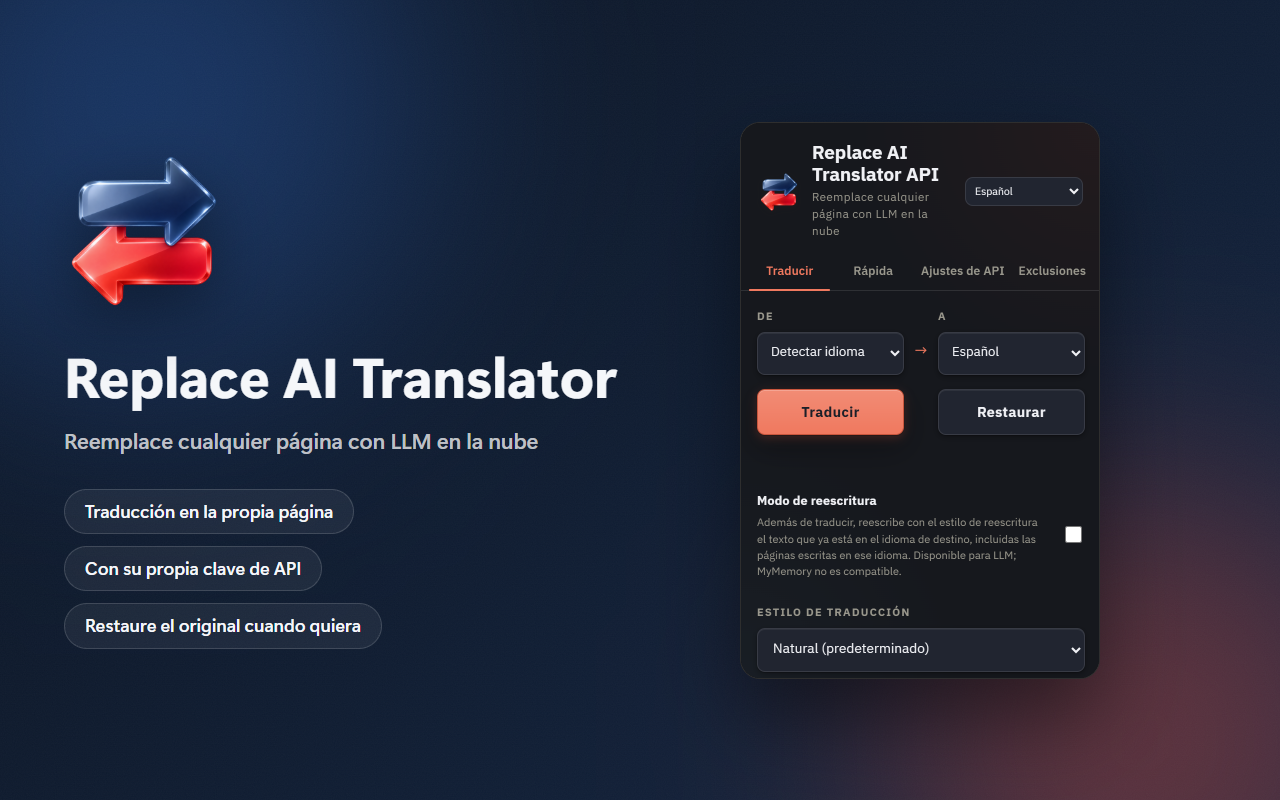 Replace AI Translator
Reemplace cualquier página con LLM en la nube
Traducción en la propia página
Con su propia clave de API
Restaure el original cuando quiera
Replace AI
Translator API
Reemplace cualquier
página con LLM en la
nube
Español
Traducir
Rápida
Ajustes de API
Exclusiones
DE
A
Detectar idioma
→
Español
Traducir
Restaurar
Modo de reescritura
Además de traducir, reescribe con el estilo de reescritura
el texto que ya está en el idioma de destino, incluidas las
páginas escritas en ese idioma. Disponible para LLM;
MyMemory no es compatible.
ESTILO DE TRADUCCIÓN
Natural (predeterminado)